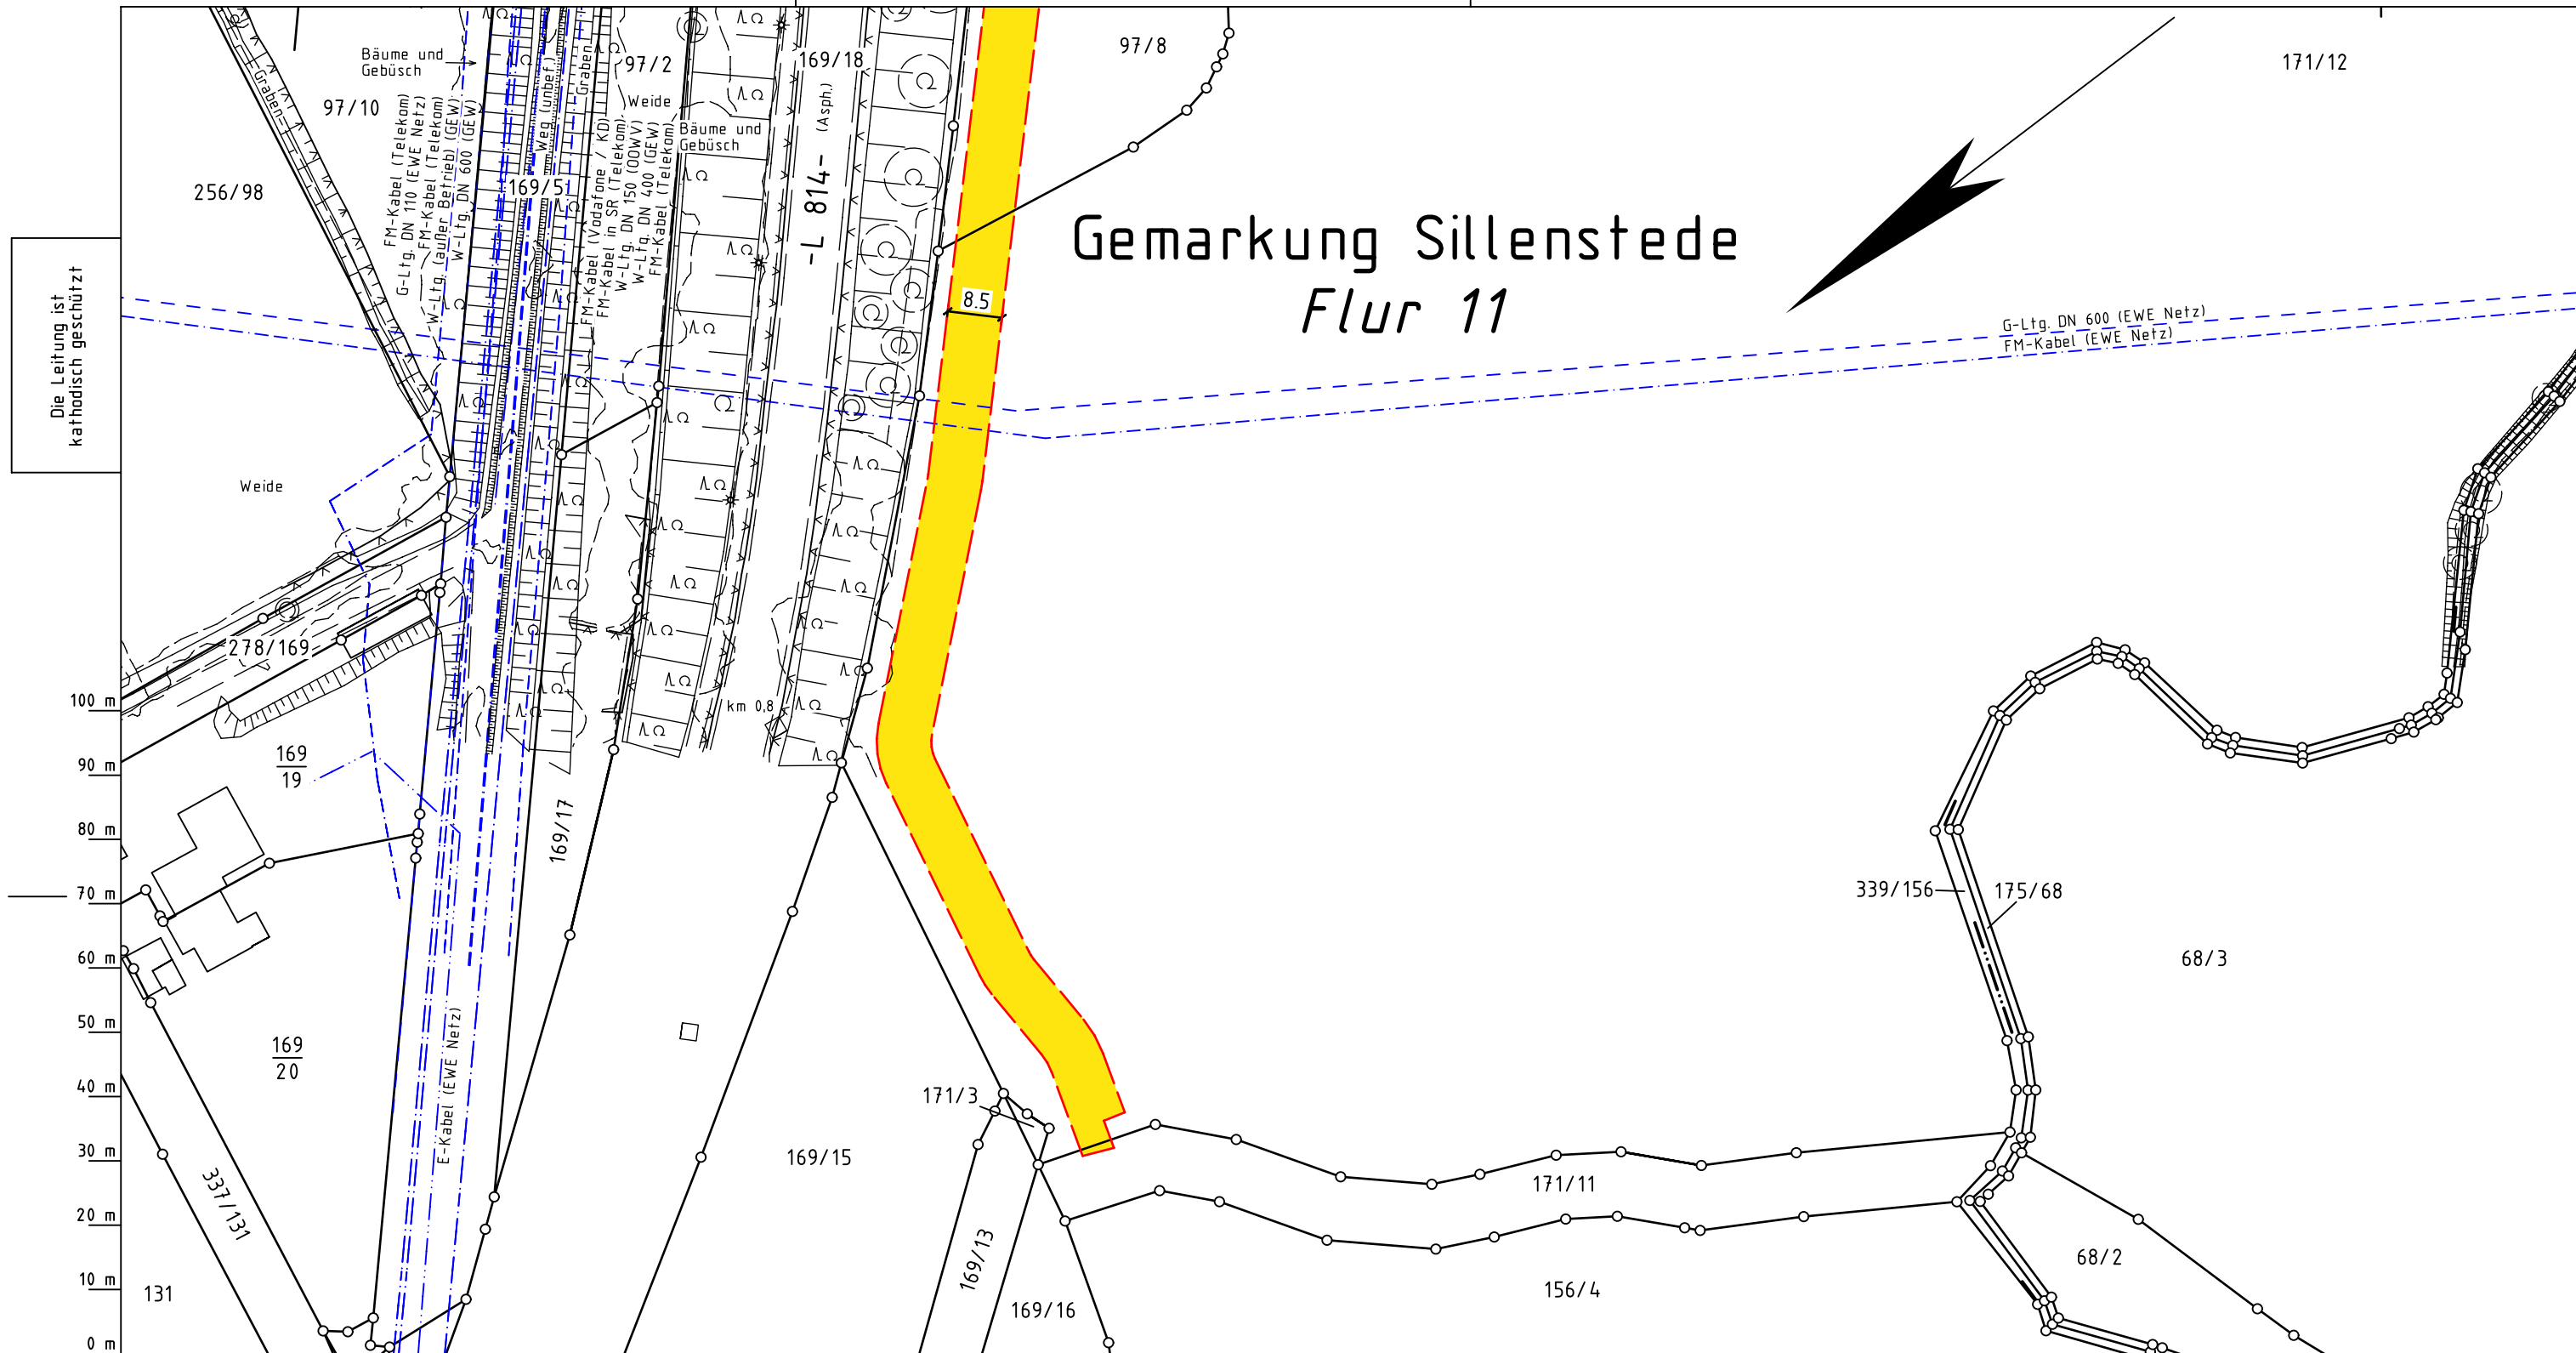 Bäume und
Gebüsch
97/10
Graben
256/98
FM-Kabel (Telekom)
G-Ltg. DN 110 (EWE Netz)
FM-Kabel (Telekom)
W-Ltg. (außer Betrieb) (GEW)
W-Ltg. DN 600 (GEW)
Weg (unbef.)
Graben
169/5
97/2
Weide
Bäume und
Gebüsch
FM-Kabel (Vodafone / KD)
FM-Kabel in SR (Telekom)
W-Ltg. DN 150 (OOWV)
W-Ltg. DN 400 (GEW)
FM-Kabel (Telekom)
169/18
-L 814- (Asph.)
97/8
171/12
Gemarkung Sillenstede
Flur 11
8.5
G-Ltg. DN 600 (EWE Netz)
FM-Kabel (EWE Netz)
Die Leitung ist
kathodisch geschützt
Weide
278/169
km 0,8
100 m
90 m
80 m
70 m
60 m
50 m
40 m
30 m
20 m
10 m
0 m
169
19
169/17
339/156
175/68
68/3
169
20
E-Kabel (EWE Netz)
171/3
169/15
171/11
337/131
169/13
68/2
131
169/16
156/4